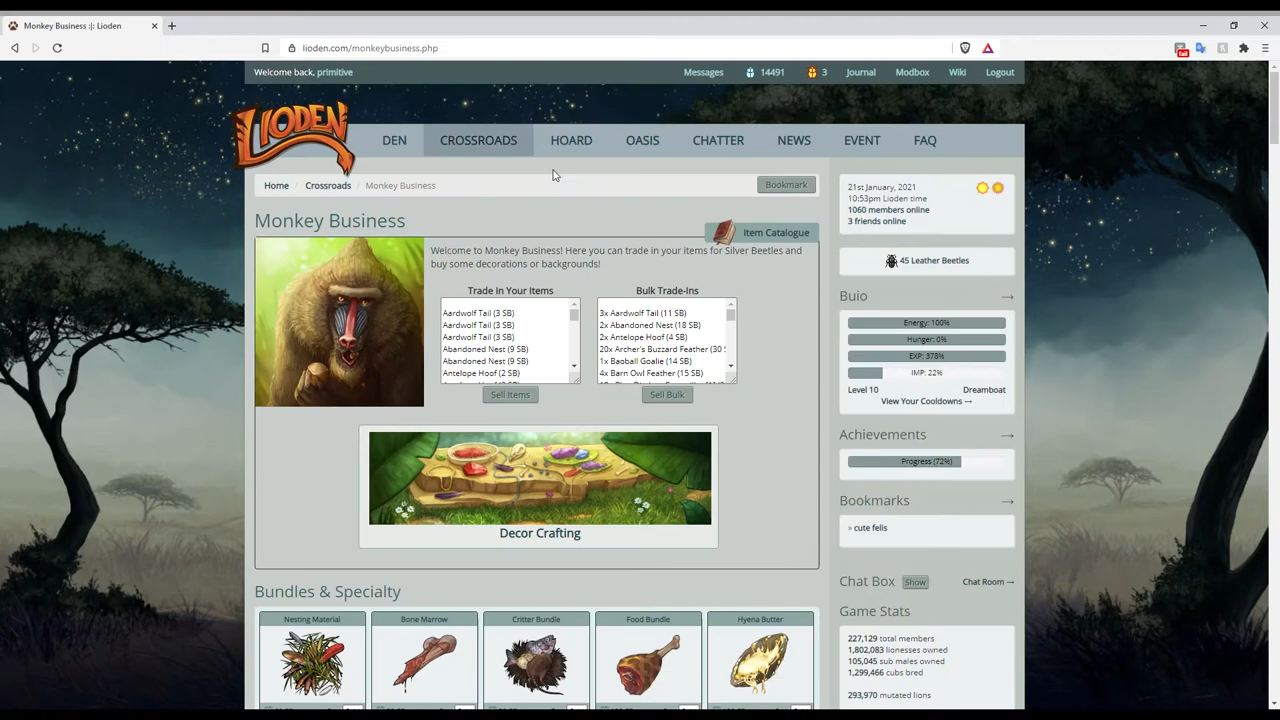 Monkey Business :|: Lioden
lioden.com/monkeybusiness.php
Welcome back, primitive
Messages
14491
3
Journal
Modbox
Wiki
Logout
LIODEN
DEN
CROSSROADS
HOARD
OASIS
CHATTER
NEWS
EVENT
FAQ
Home / Crossroads / Monkey Business
Bookmark
Monkey Business
Item Catalogue
Welcome to Monkey Business! Here you can trade in your items for Silver Beetles and
buy some decorations or backgrounds!
Trade In Your Items
Aardwolf Tail (3 SB)
Aardwolf Tail (3 SB)
Aardwolf Tail (3 SB)
Abandoned Nest (9 SB)
Abandoned Nest (9 SB)
Antelope Hoof (2 SB)
Sell Items
Bulk Trade-Ins
3x Aardwolf Tail (11 SB)
2x Abandoned Nest (18 SB)
2x Antelope Hoof (4 SB)
20x Archer's Buzzard Feather (30
1x Baoball Goalie (14 SB)
4x Barn Owl Feather (15 SB)
Sell Bulk
Decor Crafting
Bundles & Specialty
Nesting Material
Bone Marrow
Critter Bundle
Food Bundle
Hyena Butter
21st January, 2021
10:53pm Lioden time
1060 members online
3 friends online
45 Leather Beetles
Buio →
Energy: 100%
Hunger: 0%
EXP: 378%
IMP: 22%
Level 10
Dreamboat
View Your Cooldowns →
Achievements →
Progress (72%)
Bookmarks →
» cute felis
Chat Box
Show
Chat Room →
Game Stats
227,129 total members
1,802,083 lionesses owned
105,045 sub males owned
1,299,466 cubs bred
293,970 mutated lions